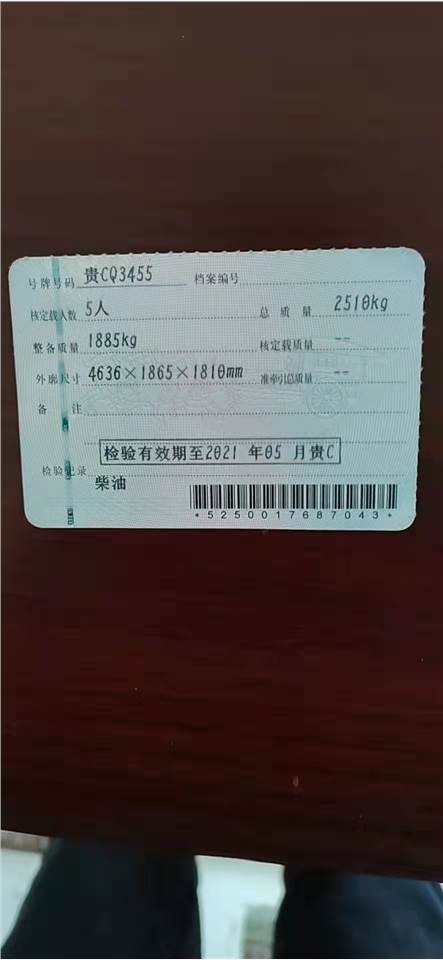 号牌号码 贵CQ3455 档案编号
核定载人数 5人 总质量 2510kg
整备质量 1885kg 核定载质量 --
外廓尺寸 4636×1865×1810mm 准牵引总质量 --
备注
检验有效期至2021 年05 月贵C
检验记录
柴油
*5250017687043*